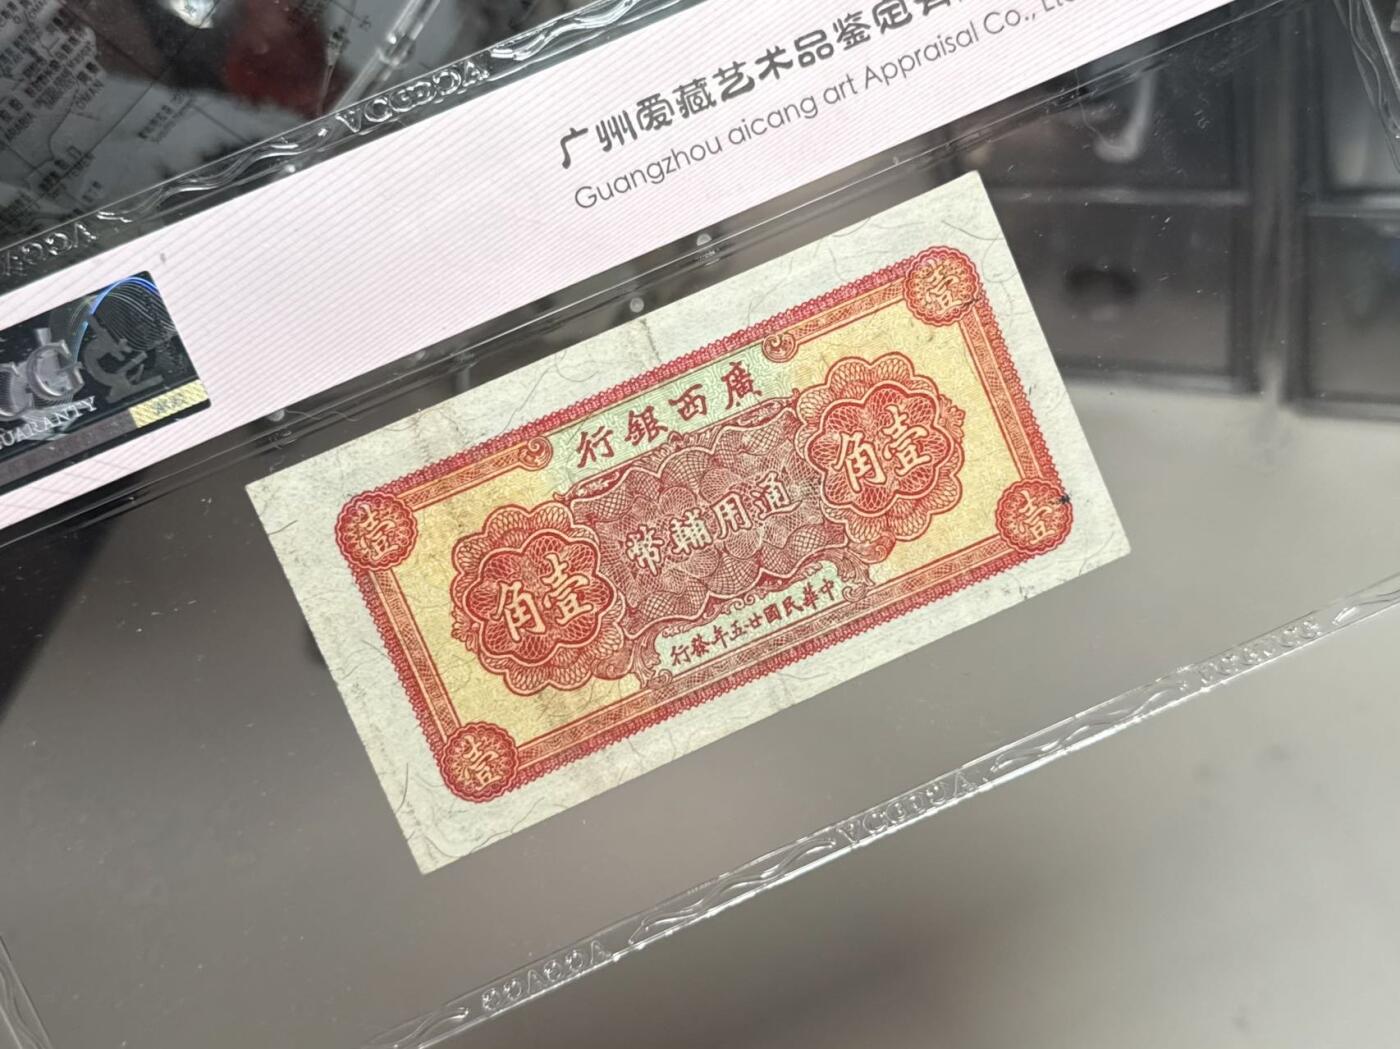 广州爱藏艺术品鉴定有
Guangzhou aicang art Appraisal Co., Lt
GUARANTY
壹
壹
廣西銀行
角壹
通用輔幣
角壹
中華民國廿五年發行
壹
壹